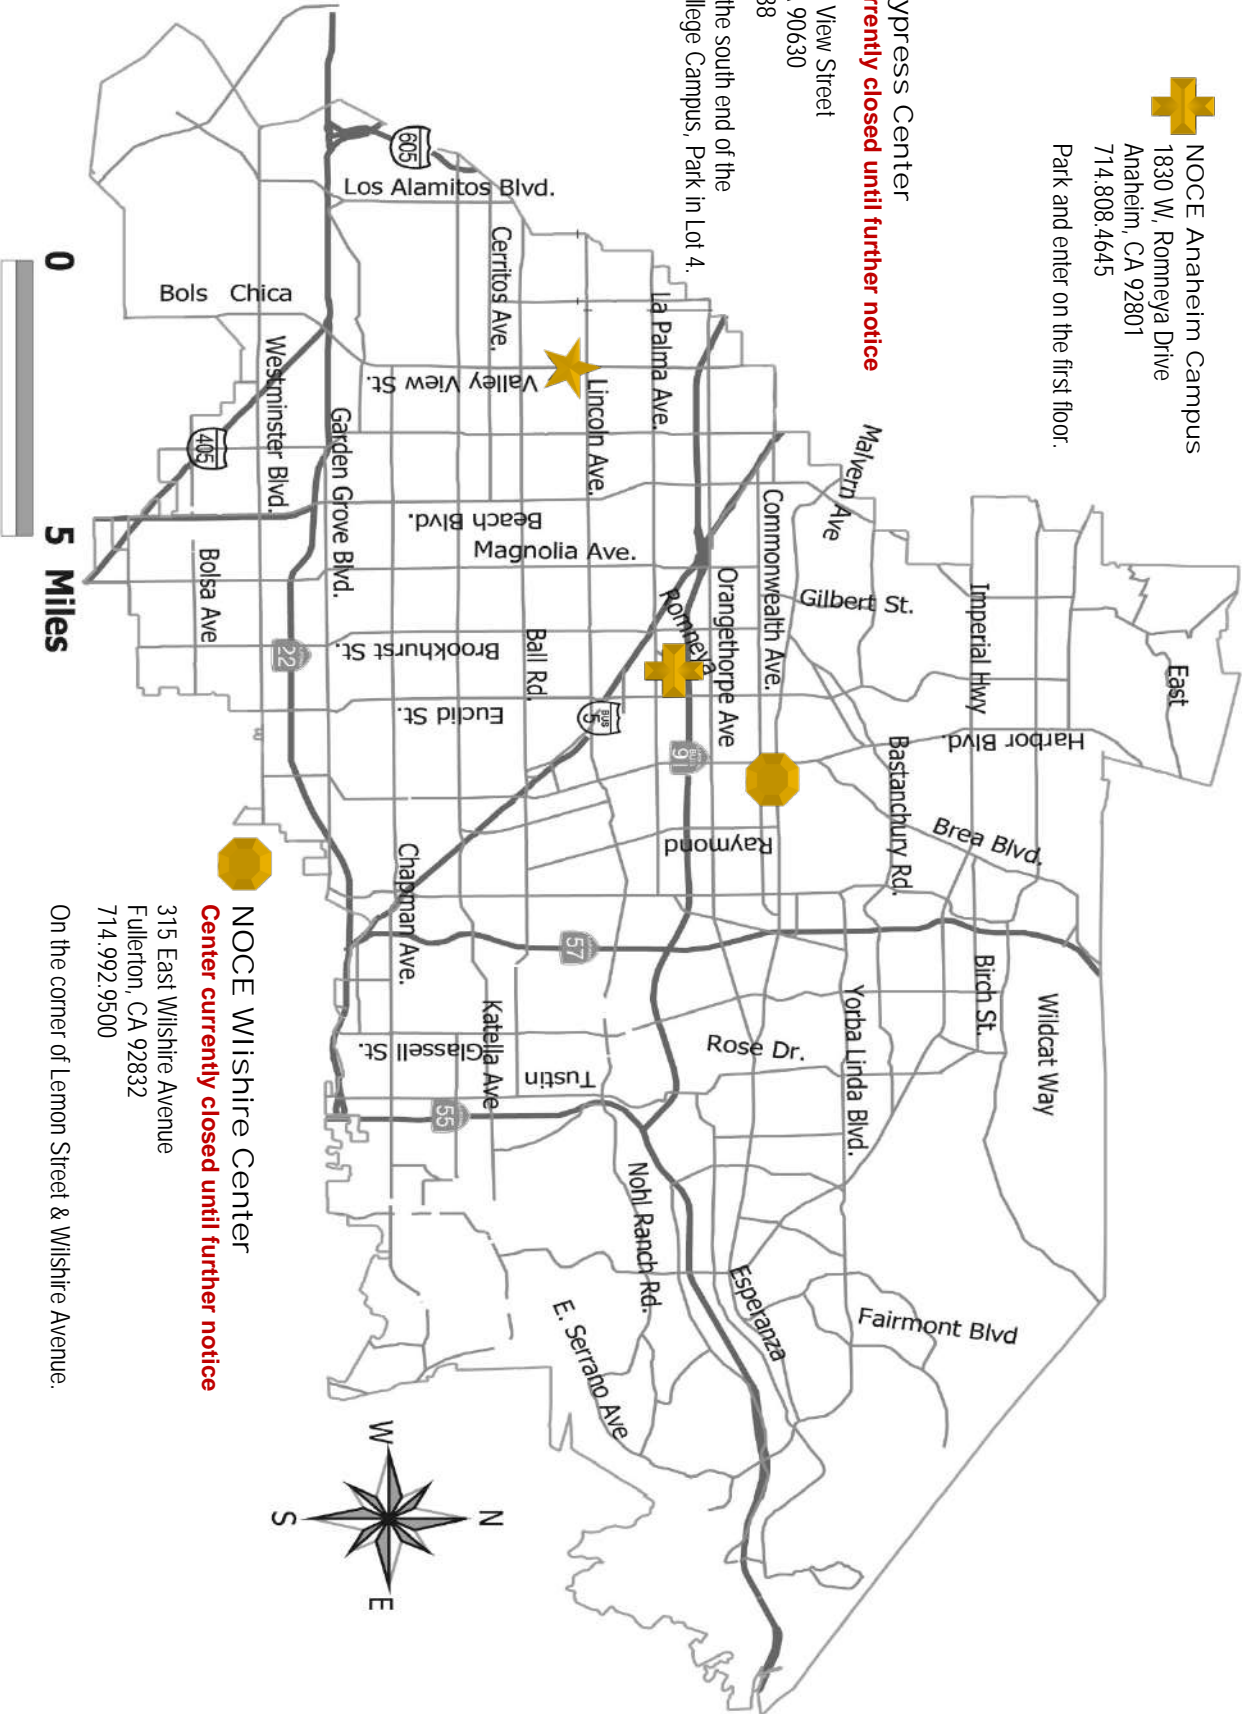 NOCE Anaheim Campus
1830 W, Romneya Drive
Anaheim, CA 92801
714.808.4645
Park and enter on the first floor.
ypress Center
rrently closed until further notice
View Street
, 90630
38
the south end of the
llege Campus, Park in Lot 4.
NOCE WIishire Center
Center currently closed until further notice
315 East Wilshire Avenue
Fullerton, CA 92832
714.992.9500
On the corner of Lemon Street & Wilshire Avenue.
East
Imperial Hwy
Harbor Blvd.
Wildcat Way
Birch St.
Brea Blvd.
Bastanchury Rd.
Malvern Ave
Gilbert St.
Yorba Linda Blvd.
Fairmont Blvd
Commonwealth Ave.
Raymond
Rose Dr.
Esperanza
Orangethorpe Ave
BUS
91
Romneya
La Palma Ave.
Nohl Ranch Rd.
Lincoln Ave.
BUS
5
57
E. Serrano Ave
Tustin
Ball Rd.
Cerritos Ave.
Katella Ave
55
Los Alamitos Blvd.
605
Valley View St.
Beach Blvd.
Magnolia Ave.
Brookhurst St.
Euclid St.
Chapman Ave.
Glassell St.
Garden Grove Blvd.
22
Westminster Blvd.
Bols Chica
405
Bolsa Ave
N
W
E
S
0
5 Miles